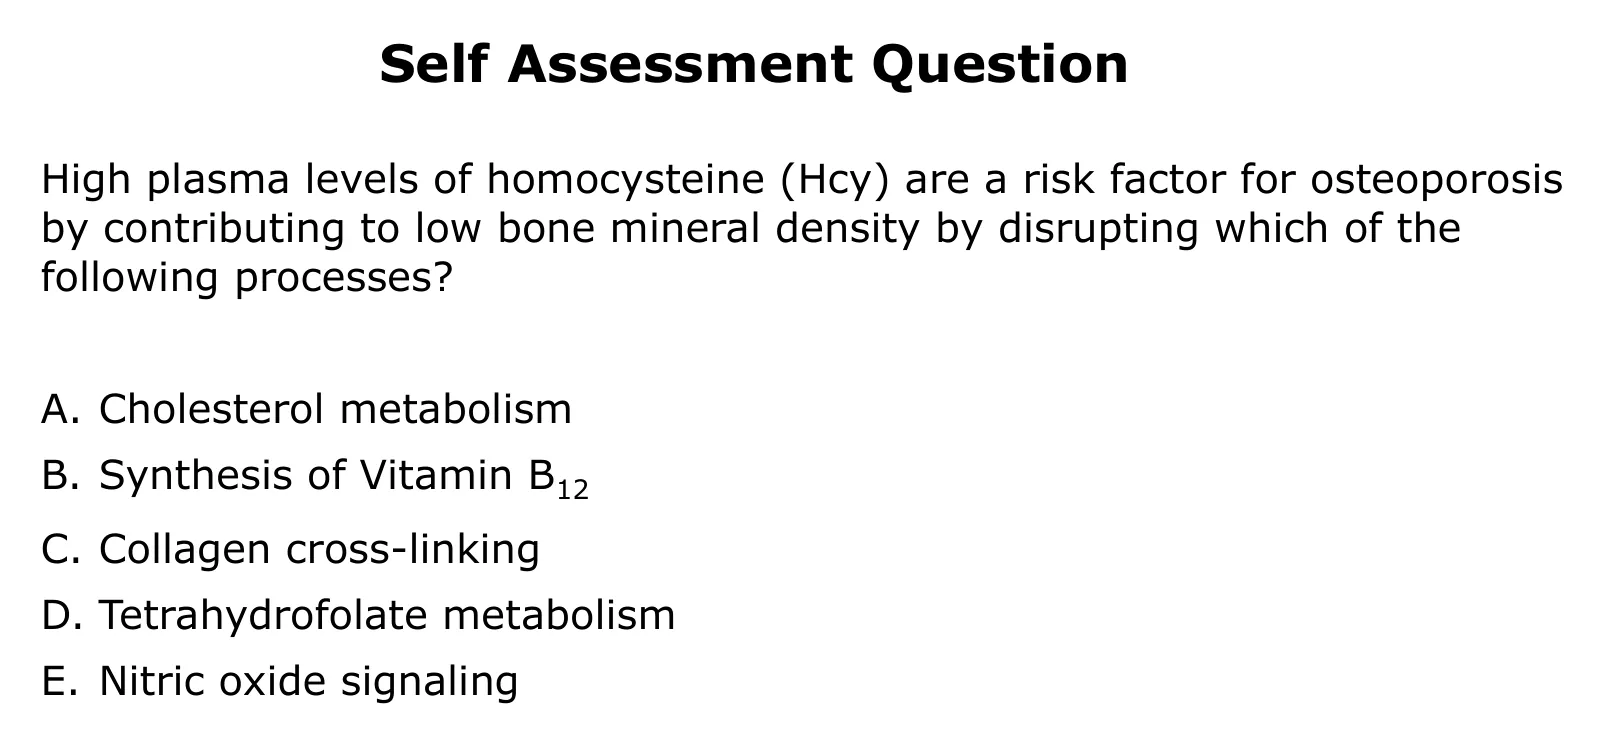 Self Assessment Question
High plasma levels of homocysteine (Hcy) are a risk factor for osteoporosis
by contributing to low bone mineral density by disrupting which of the
following processes?
A. Cholesterol metabolism
B. Synthesis of Vitamin B₁₂
C. Collagen cross-linking
D. Tetrahydrofolate metabolism
E. Nitric oxide signaling